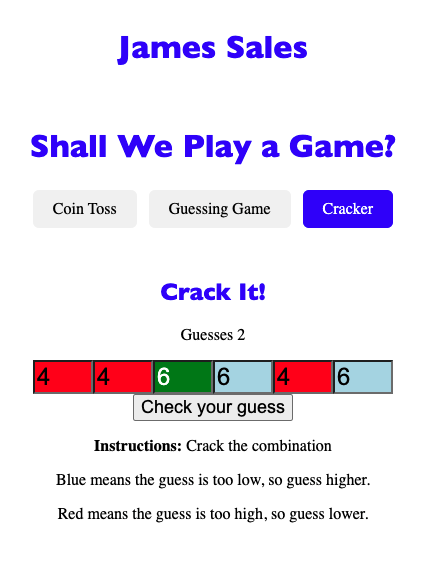 James Sales
Shall We Play a Game?
Coin Toss Guessing Game Cracker
Crack It!
Guesses 2
4 4 6 6 4 6
Check your guess
Instructions: Crack the combination
Blue means the guess is too low, so guess higher.
Red means the guess is too high, so guess lower.